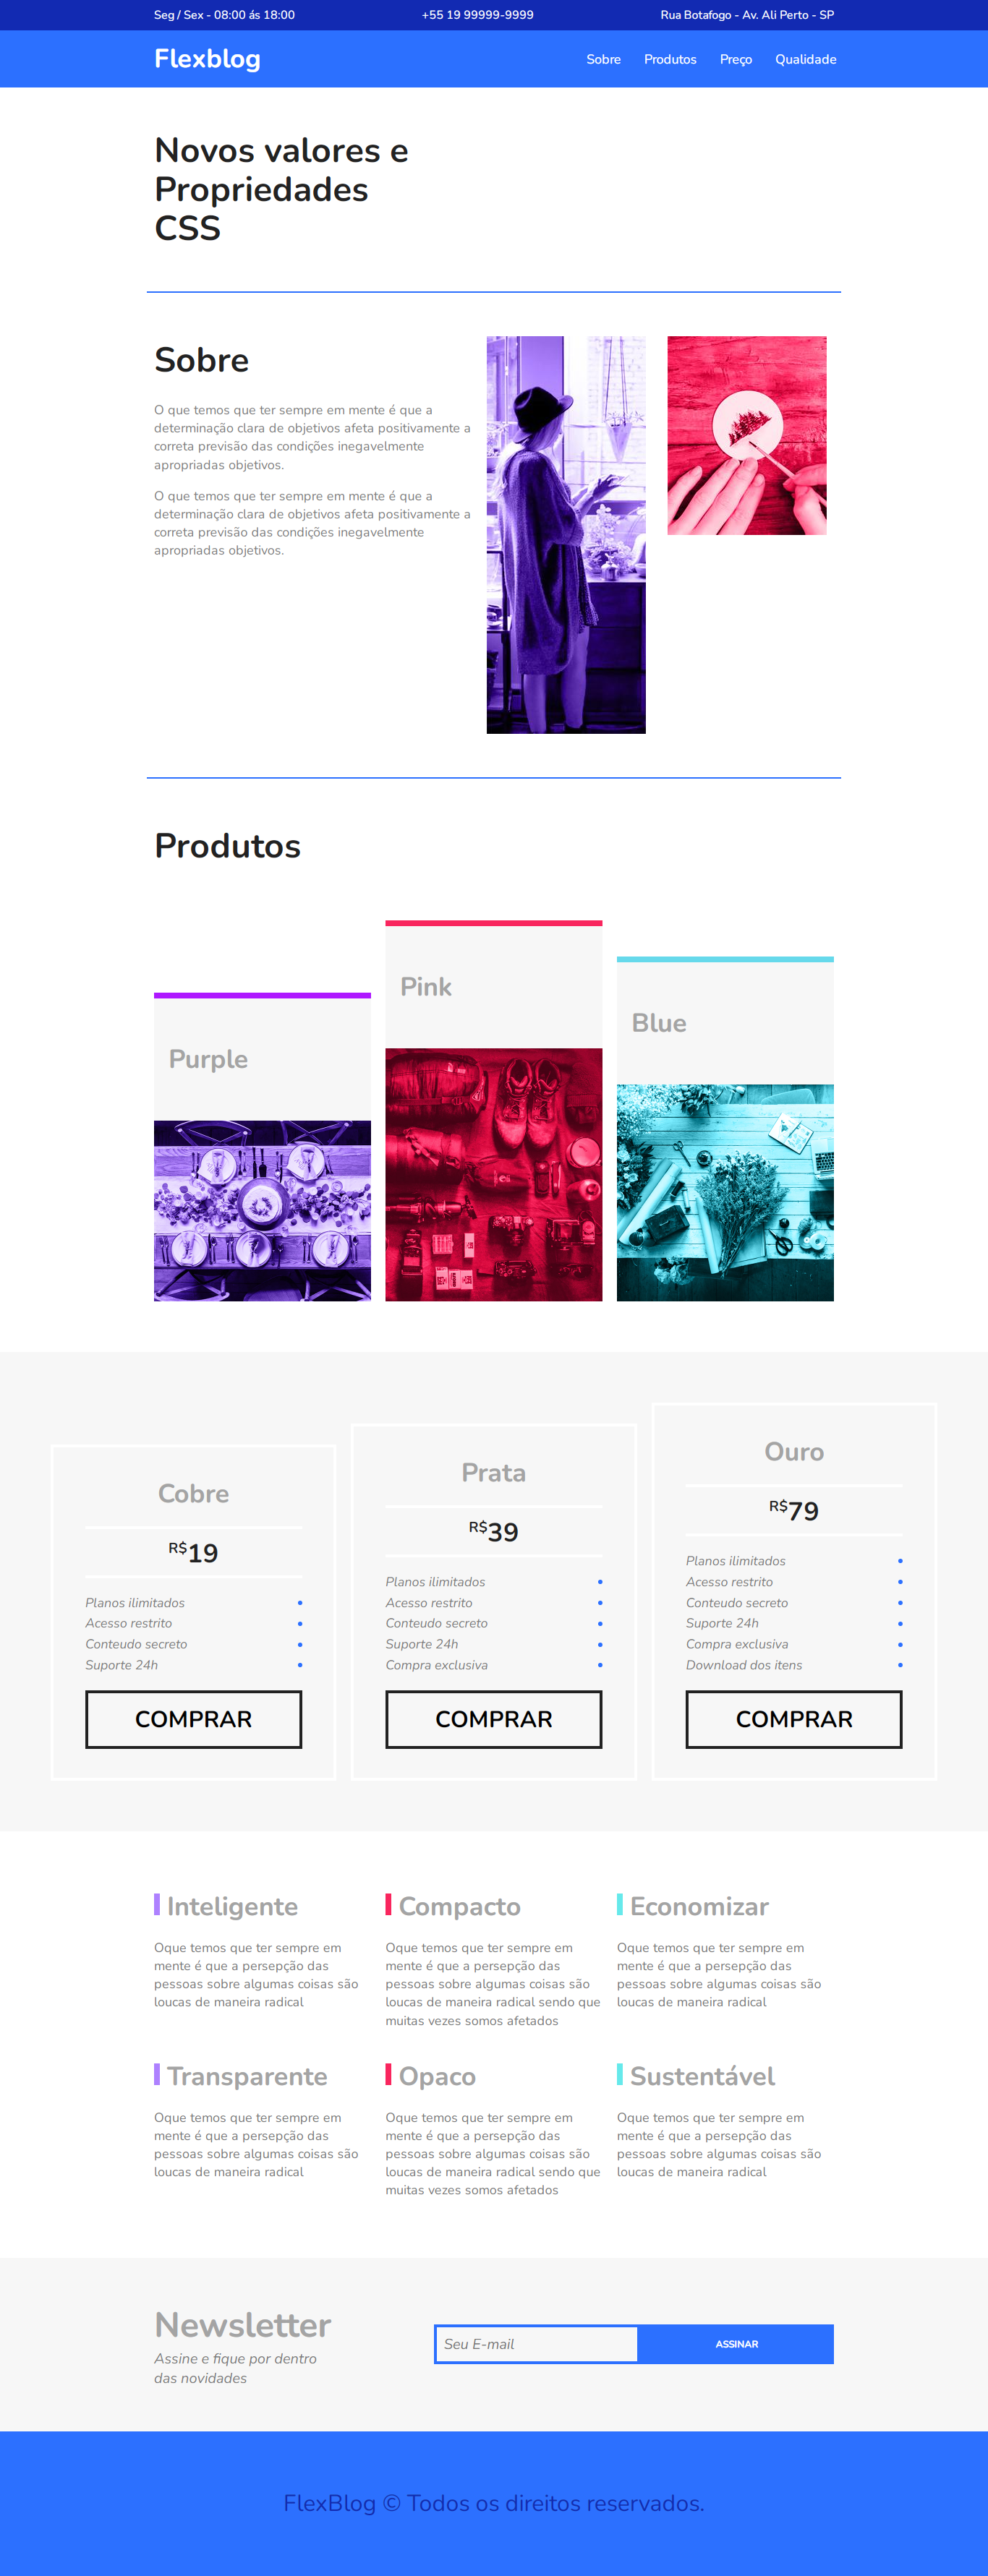 Seg / Sex - 08:00 ás 18:00
+55 19 99999-9999
Rua Botafogo - Av. Ali Perto - SP
Flexblog
Sobre
Produtos
Preço
Qualidade
Novos valores e
Propriedades
CSS
Sobre
O que temos que ter sempre em mente é que a
determinação clara de objetivos afeta positivamente a
correta previsão das condições inegavelmente
apropriadas objetivos.
O que temos que ter sempre em mente é que a
determinação clara de objetivos afeta positivamente a
correta previsão das condições inegavelmente
apropriadas objetivos.
Produtos
Purple
Pink
Blue
Cobre
R$19
Planos ilimitados
Acesso restrito
Conteudo secreto
Suporte 24h
COMPRAR
Prata
R$39
Planos ilimitados
Acesso restrito
Conteudo secreto
Suporte 24h
Compra exclusiva
COMPRAR
Ouro
R$79
Planos ilimitados
Acesso restrito
Conteudo secreto
Suporte 24h
Compra exclusiva
Download dos itens
COMPRAR
Inteligente
Oque temos que ter sempre em
mente é que a persepção das
pessoas sobre algumas coisas são
loucas de maneira radical
Compacto
Oque temos que ter sempre em
mente é que a persepção das
pessoas sobre algumas coisas são
loucas de maneira radical sendo que
muitas vezes somos afetados
Economizar
Oque temos que ter sempre em
mente é que a persepção das
pessoas sobre algumas coisas são
loucas de maneira radical
Transparente
Oque temos que ter sempre em
mente é que a persepção das
pessoas sobre algumas coisas são
loucas de maneira radical
Opaco
Oque temos que ter sempre em
mente é que a persepção das
pessoas sobre algumas coisas são
loucas de maneira radical sendo que
muitas vezes somos afetados
Sustentável
Oque temos que ter sempre em
mente é que a persepção das
pessoas sobre algumas coisas são
loucas de maneira radical
Newsletter
Assine e fique por dentro
das novidades
Seu E-mail
ASSINAR
FlexBlog © Todos os direitos reservados.